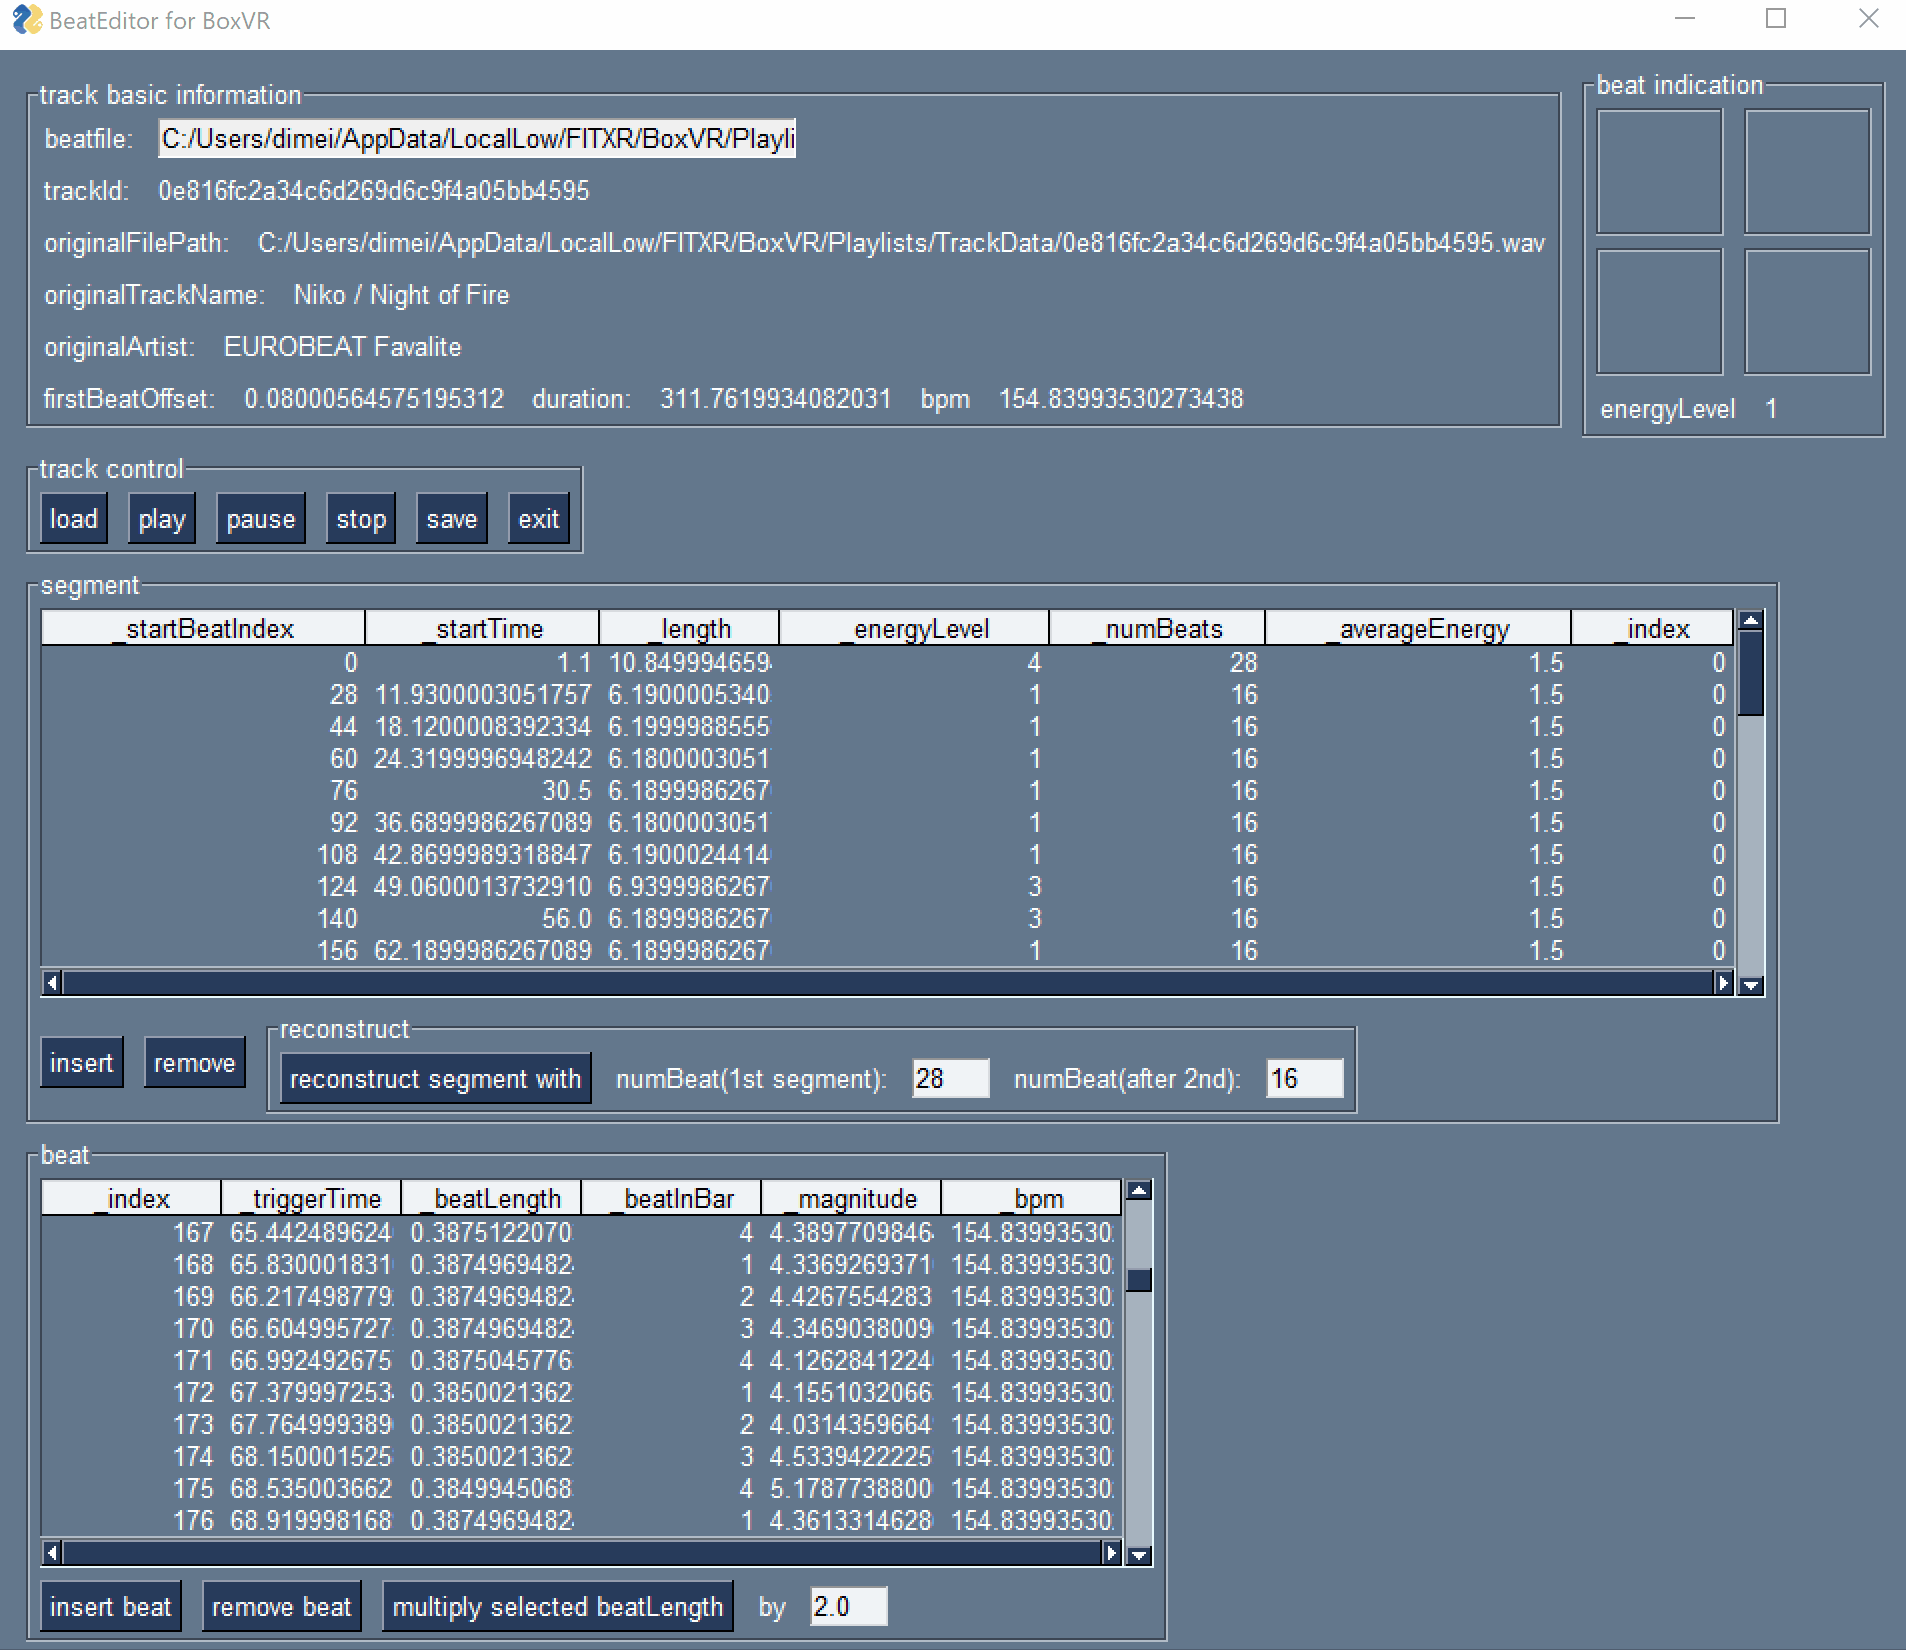 BeatEditor for BoxVR
track basic information
beatfile: C:/Users/dimei/AppData/LocalLow/FITXR/BoxVR/Playli
trackId: 0e816fc2a34c6d269d6c9f4a05bb4595
originalFilePath: C:/Users/dimei/AppData/LocalLow/FITXR/BoxVR/Playlists/TrackData/0e816fc2a34c6d269d6c9f4a05bb4595.wav
originalTrackName: Niko / Night of Fire
originalArtist: EUROBEAT Favalite
firstBeatOffset: 0.08000564575195312 duration: 311.7619934082031 bpm 154.83993530273438
beat indication
energyLevel 1
track control
load play pause stop save exit
segment
_startBeatIndex _startTime _length _energyLevel _numBeats _averageEnergy _index
0 1.1 10.849994659 4 28 1.5 0
28 11.9300003051757 6.1900005340 1 16 1.5 0
44 18.1200008392334 6.1999988555 1 16 1.5 0
60 24.3199996948242 6.1800003051 1 16 1.5 0
76 30.5 6.1899986267 1 16 1.5 0
92 36.6899986267089 6.1800003051 1 16 1.5 0
108 42.8699989318847 6.1900024414 1 16 1.5 0
124 49.0600013732910 6.9399986267 3 16 1.5 0
140 56.0 6.1899986267 3 16 1.5 0
156 62.1899986267089 6.1899986267 1 16 1.5 0
insert remove
reconstruct
reconstruct segment with numBeat(1st segment): 28 numBeat(after 2nd): 16
beat
_index _triggerTime _beatLength _beatInBar _magnitude _bpm
167 65.442489624 0.3875122070 4 4.3897709846 154.83993530
168 65.830001831 0.3874969482 1 4.3369269371 154.83993530
169 66.217498779 0.3874969482 2 4.4267554283 154.83993530
170 66.604995727 0.3874969482 3 4.3469038009 154.83993530
171 66.992492675 0.3875045776 4 4.1262841224 154.83993530
172 67.379997253 0.3850021362 1 4.1551032066 154.83993530
173 67.764999389 0.3850021362 2 4.0314359664 154.83993530
174 68.150001525 0.3850021362 3 4.5339422225 154.83993530
175 68.535003662 0.3849945068 4 5.1787738800 154.83993530
176 68.919998168 0.3874969482 1 4.3613314628 154.83993530
insert beat remove beat multiply selected beatLength by 2.0